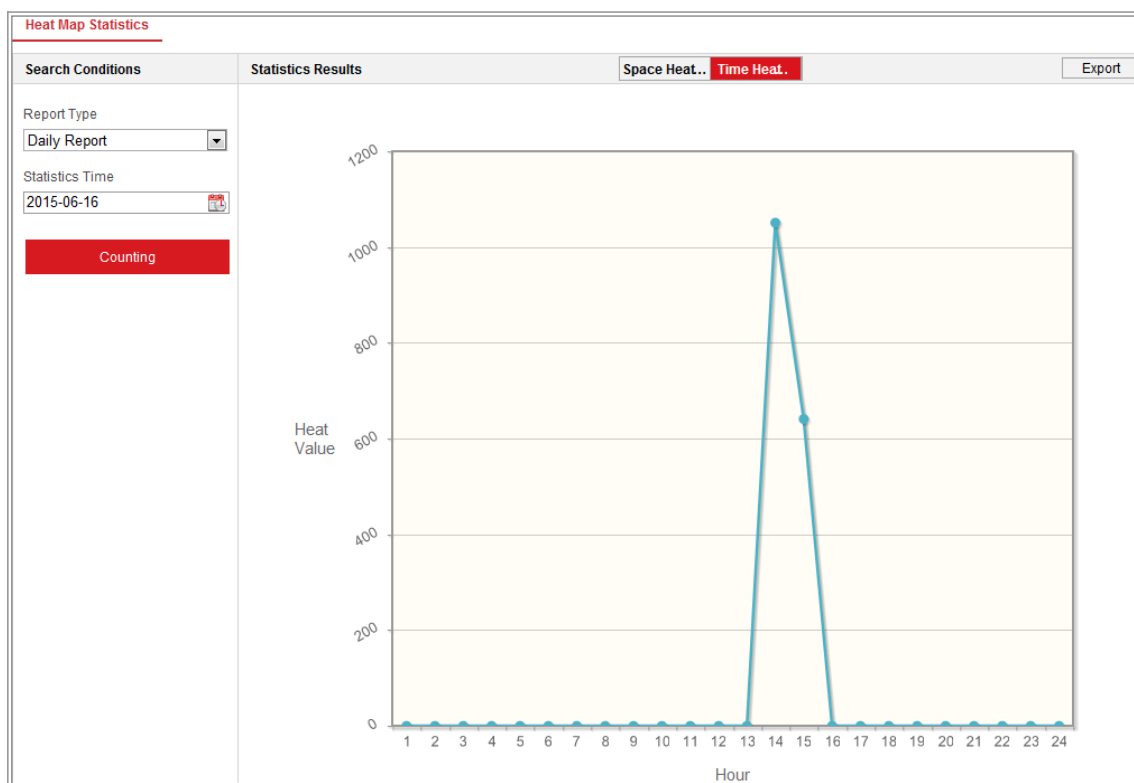 Heat Map Statistics
Search Conditions
Statistics Results
Space Heat...
Time Heat..
Export
Report Type
Daily Report
Statistics Time
2015-06-16
Counting
1200
1000
800
600
400
200
0
Heat
Value
1 2 3 4 5 6 7 8 9 10 11 12 13 14 15 16 17 18 19 20 21 22 23 24
Hour